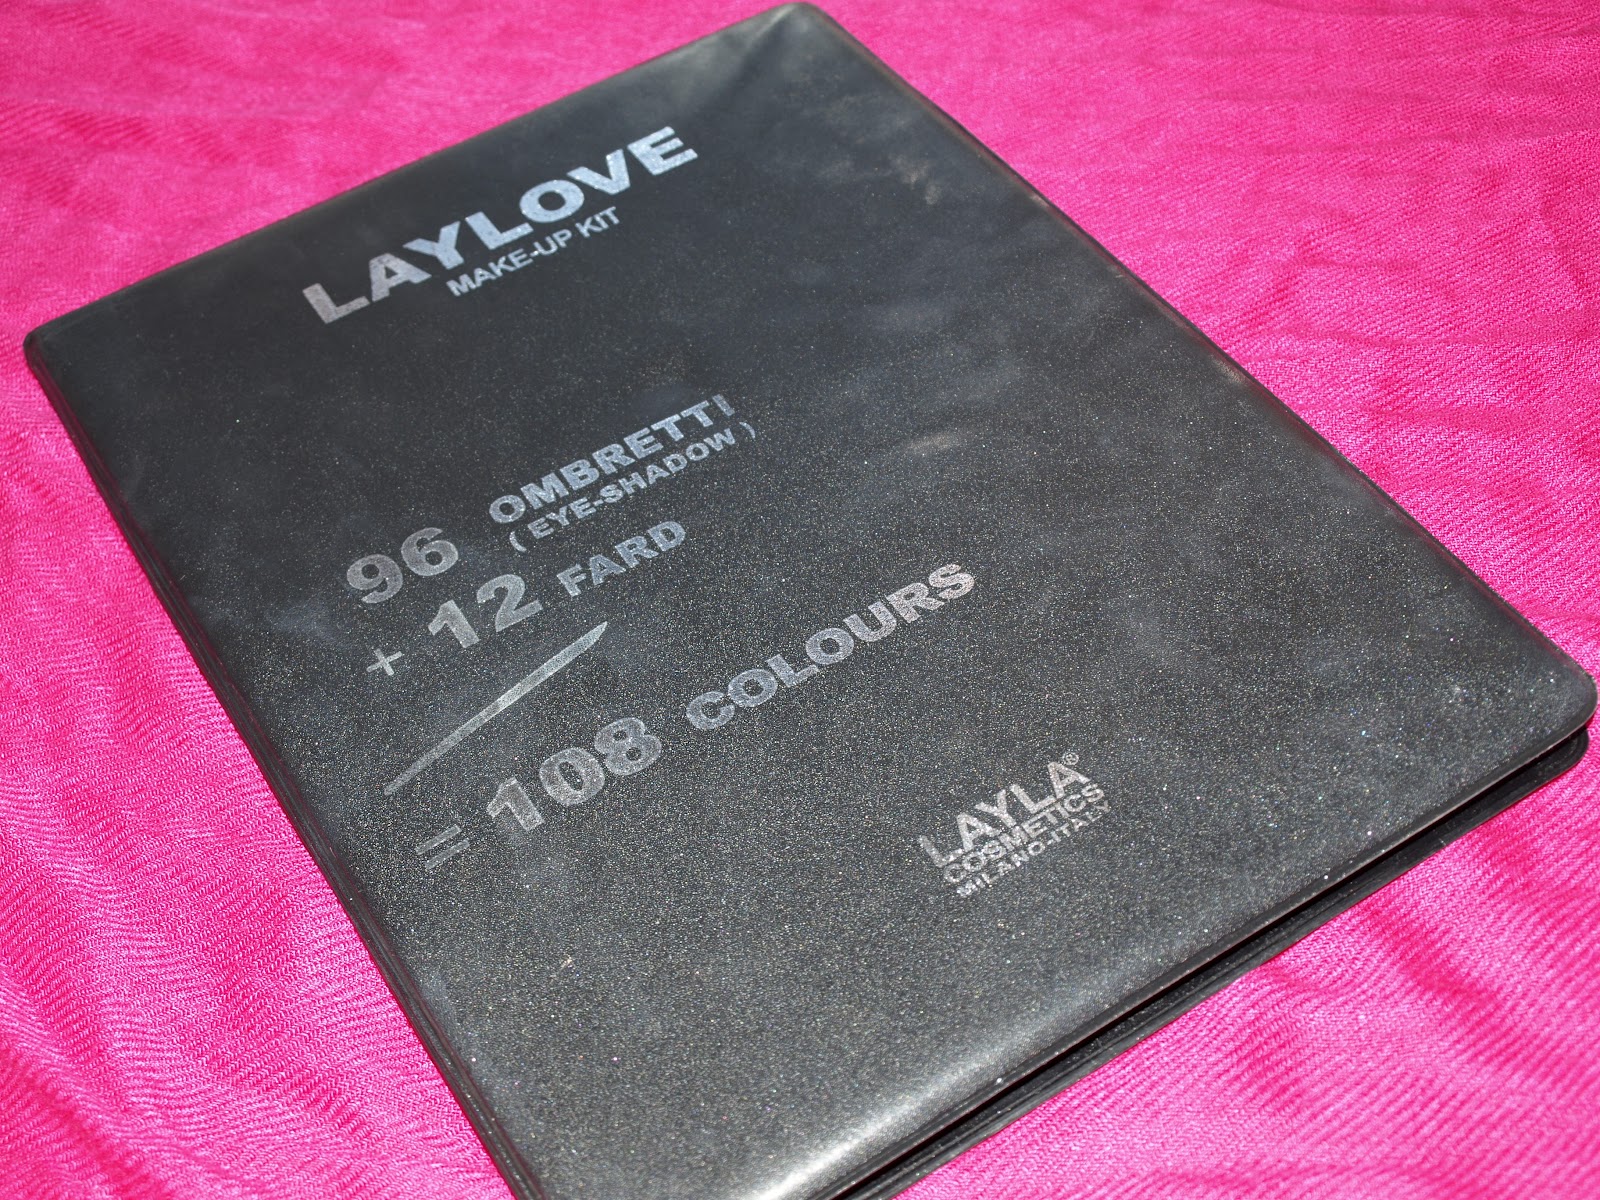 LAYLOVE
MAKE-UP KIT
96 OMBRETTI
( EYE-SHADOW )
+ 12 FARD
= 108 COLOURS
LAYLA®
COSMETICS
MILANO-ITALY